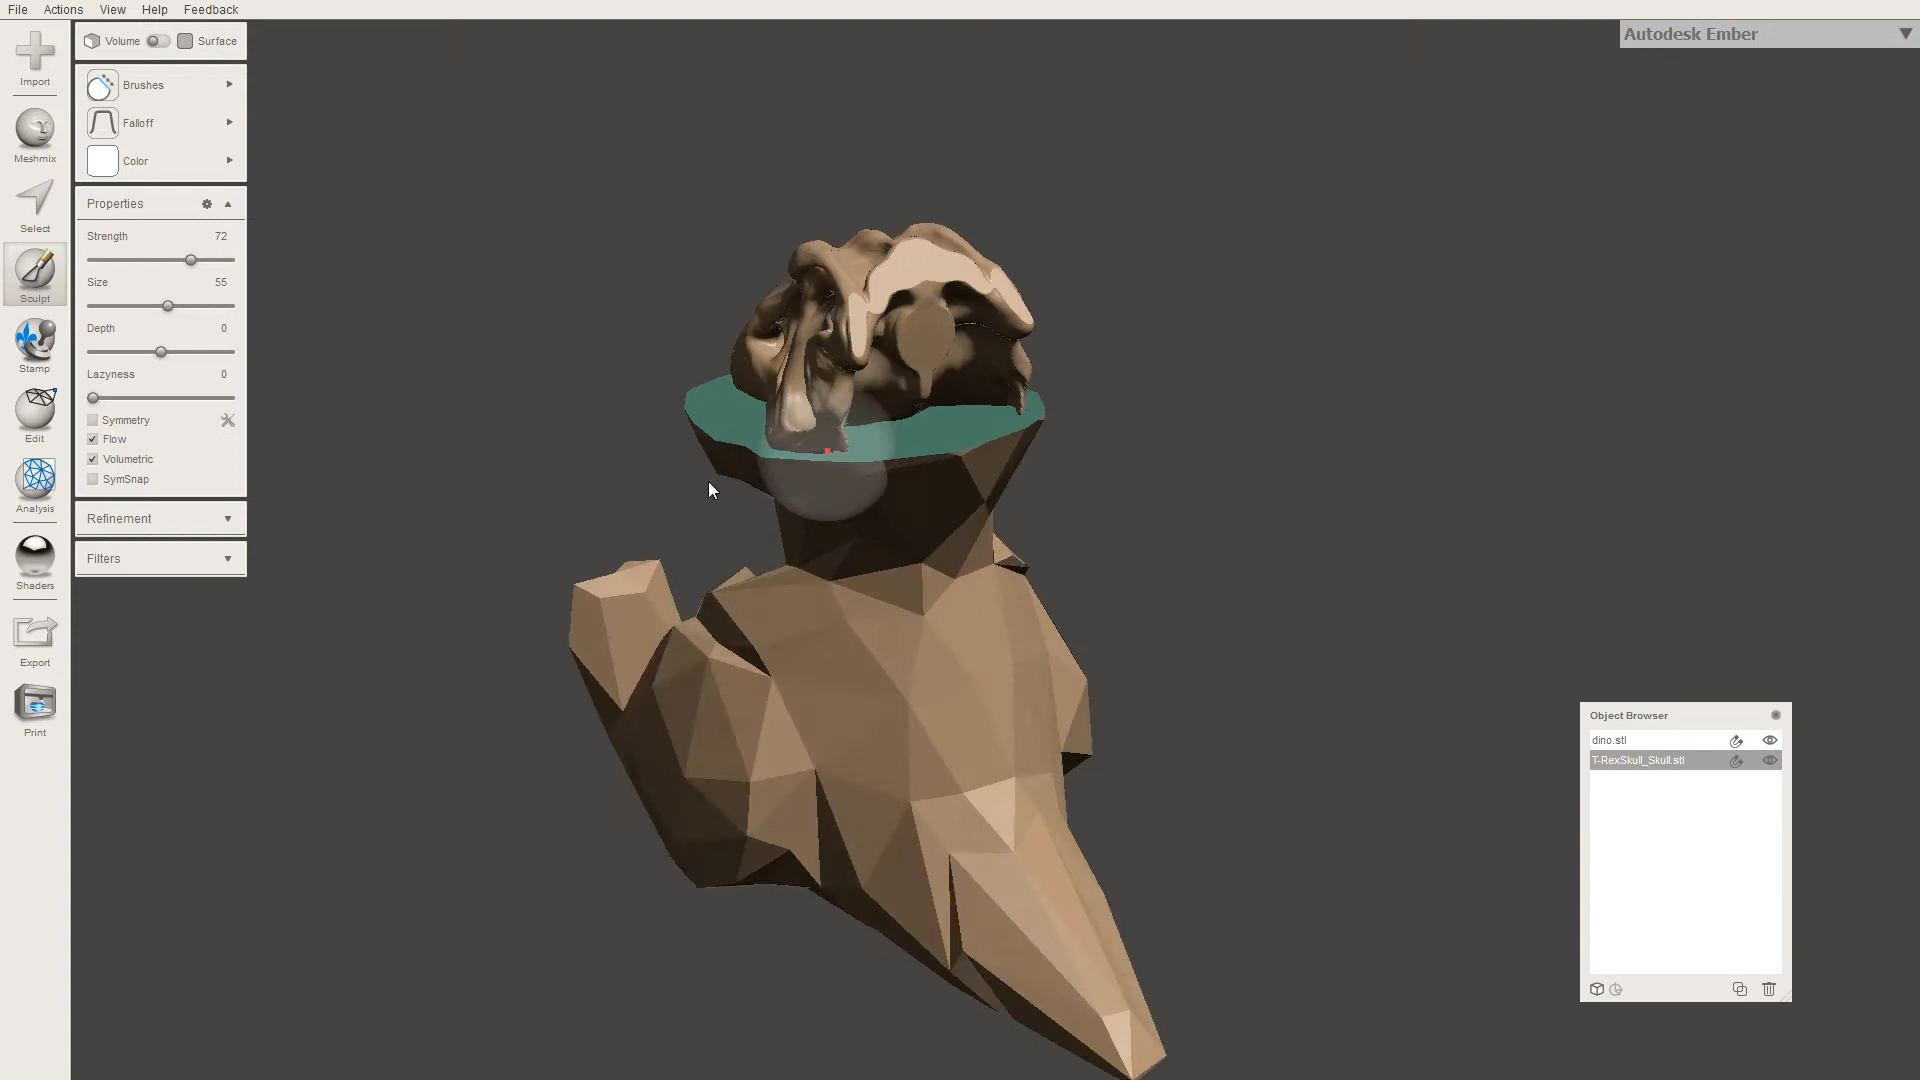 File Actions View Help Feedback
Autodesk Ember
Import
Meshmix
Select
Sculpt
Stamp
Edit
Analysis
Shaders
Export
Print
Volume Surface
Brushes
Falloff
Color
Properties
Strength 72
Size 55
Depth 0
Lazyness 0
Symmetry
Flow
Volumetric
SymSnap
Refinement
Filters
Object Browser
dino.stl
T-RexSkull_Skull.stl